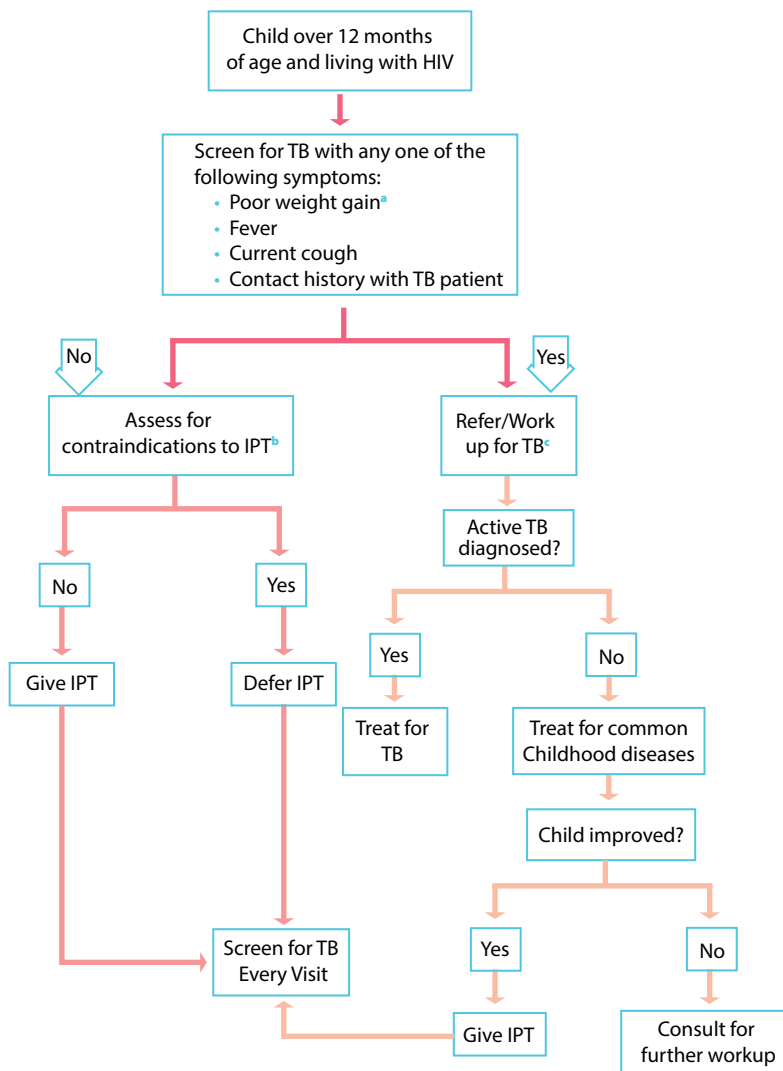 Child over 12 months
of age and living with HIV
Screen for TB with any one of the
following symptoms:
• Poor weight gainᵃ
• Fever
• Current cough
• Contact history with TB patient
No
Yes
Assess for
contraindications to IPTᵇ
Refer/Work
up for TBᶜ
Active TB
diagnosed?
No
Yes
Yes
No
Give IPT
Defer IPT
Treat for
TB
Treat for common
Childhood diseases
Child improved?
Screen for TB
Every Visit
Yes
No
Give IPT
Consult for
further workup